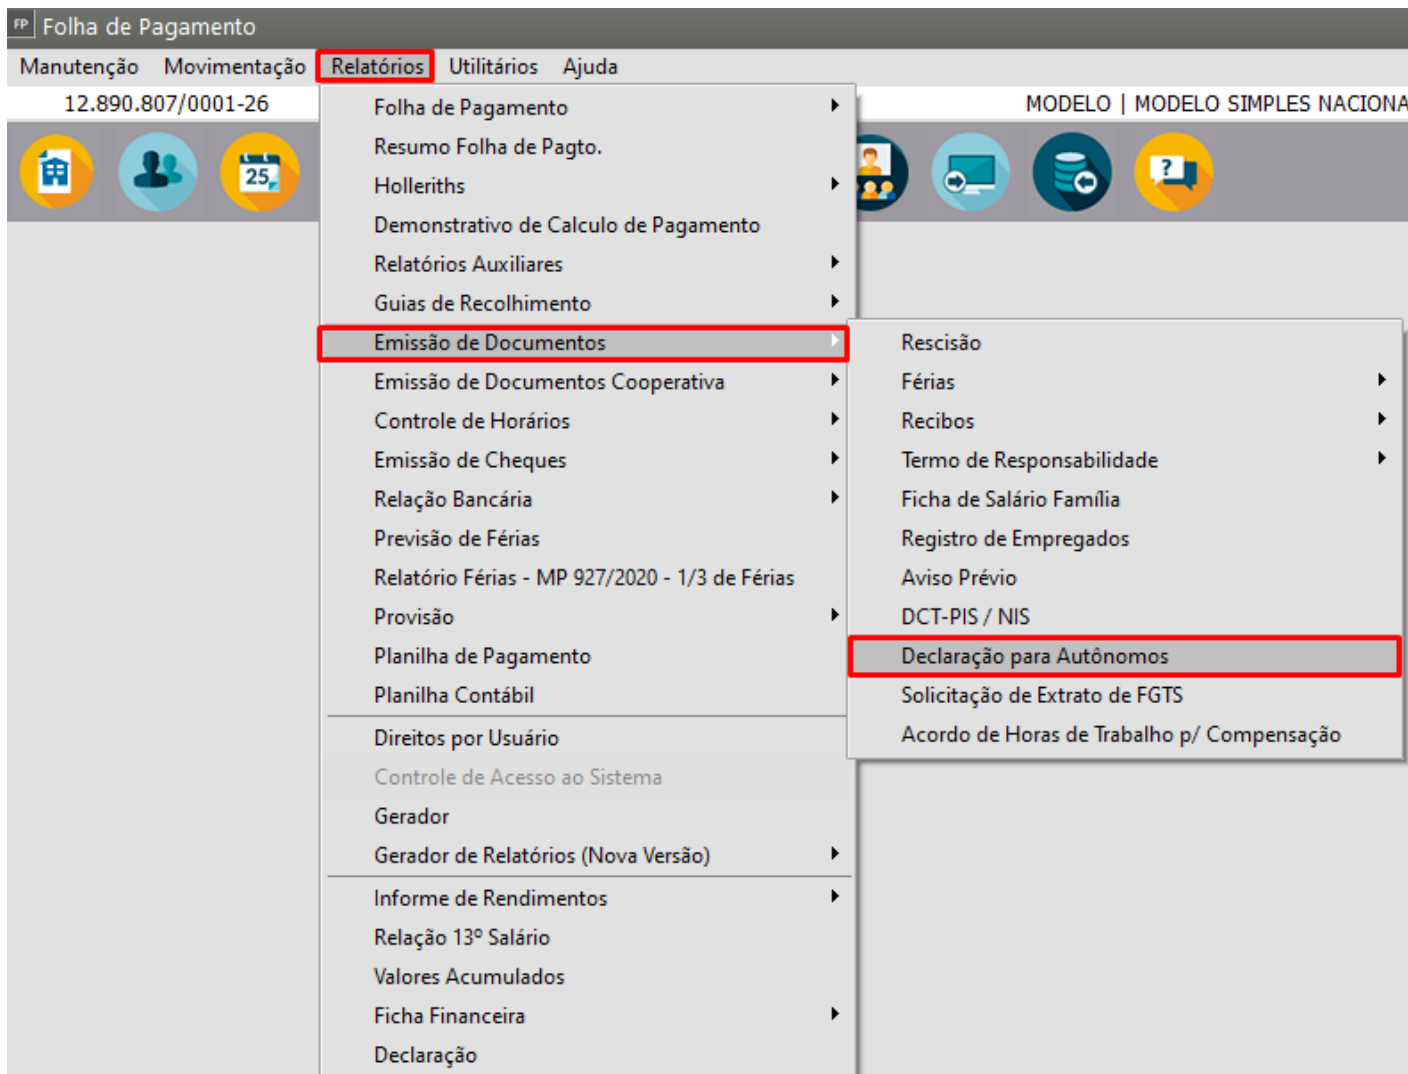 FP Folha de Pagamento
Manutenção Movimentação Relatórios Utilitários Ajuda
12.890.807/0001-26
MODELO | MODELO SIMPLES NACIONA
25
?
Folha de Pagamento
Resumo Folha de Pagto.
Holleriths
Demonstrativo de Calculo de Pagamento
Relatórios Auxiliares
Guias de Recolhimento
Emissão de Documentos
Emissão de Documentos Cooperativa
Controle de Horários
Emissão de Cheques
Relação Bancária
Previsão de Férias
Relatório Férias - MP 927/2020 - 1/3 de Férias
Provisão
Planilha de Pagamento
Planilha Contábil
Direitos por Usuário
Controle de Acesso ao Sistema
Gerador
Gerador de Relatórios (Nova Versão)
Informe de Rendimentos
Relação 13º Salário
Valores Acumulados
Ficha Financeira
Declaração
Rescisão
Férias
Recibos
Termo de Responsabilidade
Ficha de Salário Família
Registro de Empregados
Aviso Prévio
DCT-PIS / NIS
Declaração para Autônomos
Solicitação de Extrato de FGTS
Acordo de Horas de Trabalho p/ Compensação